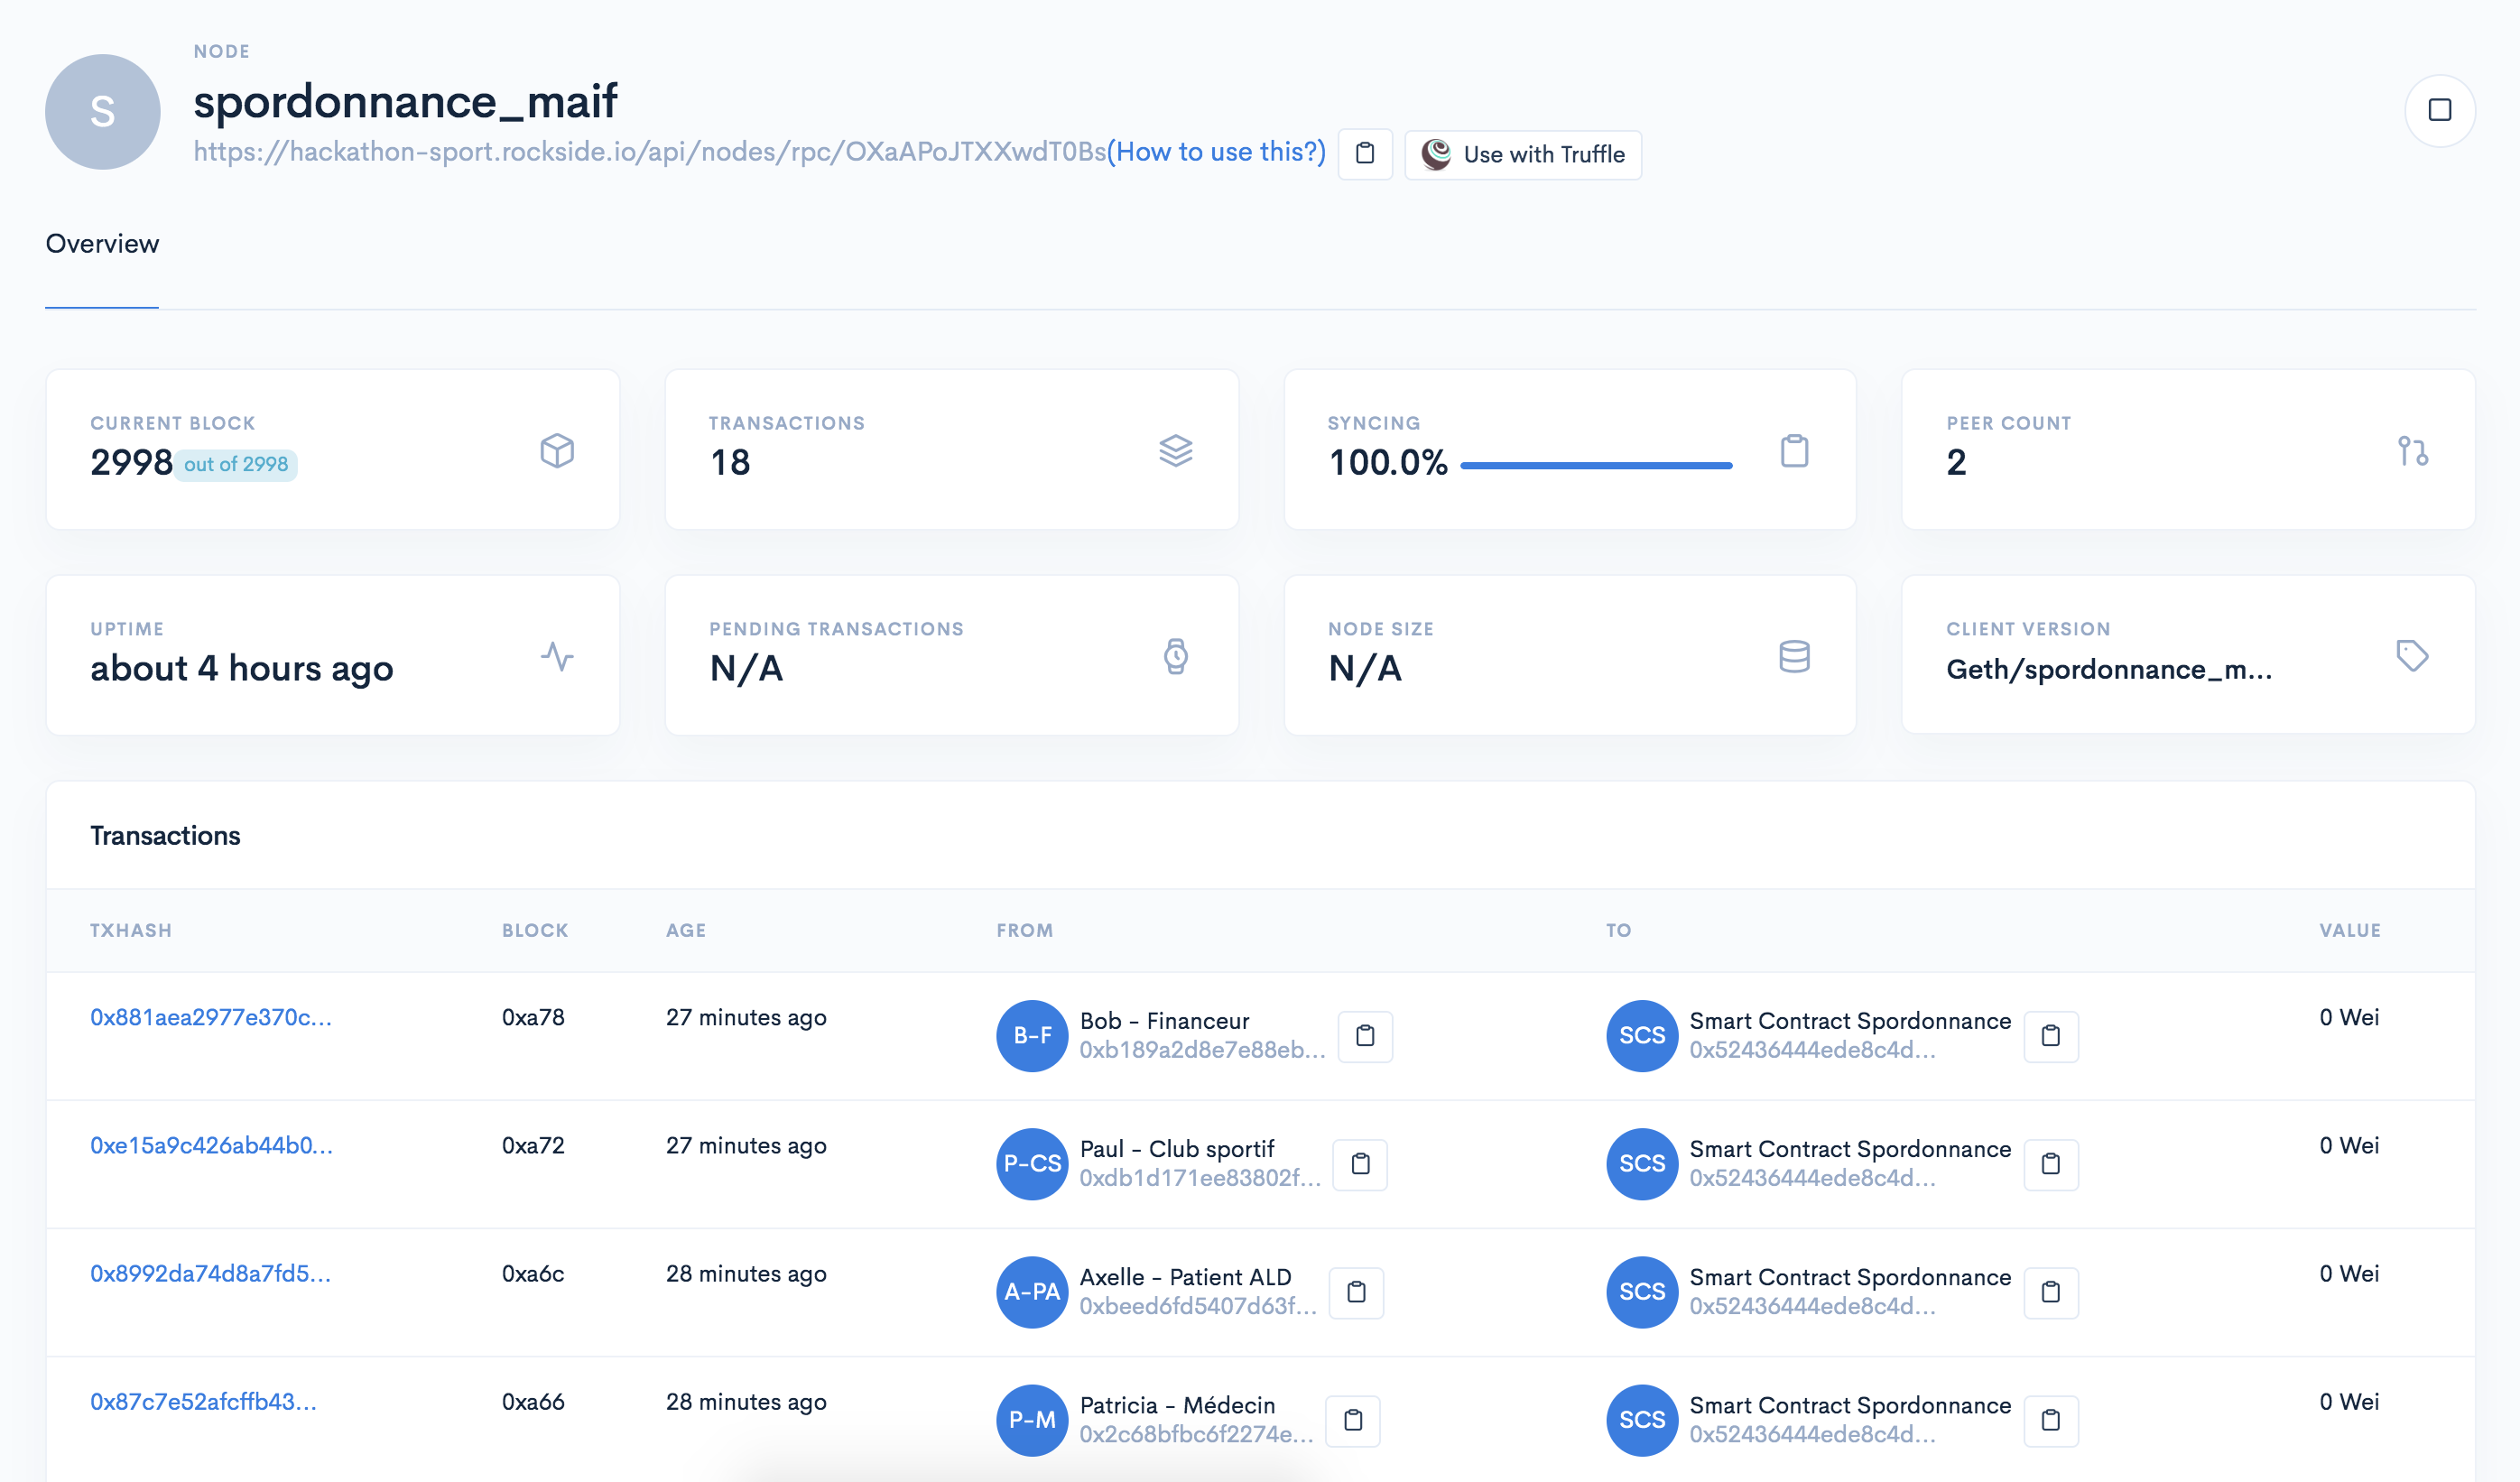 NODE
S
spordonnance_maif
https://hackathon-sport.rockside.io/api/nodes/rpc/OXaAPoJTXXwdT0Bs(How to use this?)
Use with Truffle
Overview
CURRENT BLOCK
2998 out of 2998
TRANSACTIONS
18
SYNCING
100.0%
PEER COUNT
2
UPTIME
about 4 hours ago
PENDING TRANSACTIONS
N/A
NODE SIZE
N/A
CLIENT VERSION
Geth/spordonnance_m...
Transactions
TXHASH BLOCK AGE FROM TO VALUE
0x881aea2977e370c... 0xa78 27 minutes ago B-F Bob - Financeur SCS Smart Contract Spordonnance 0 Wei
0xb189a2d8e7e88eb... 0x52436444ede8c4d...
0xe15a9c426ab44b0... 0xa72 27 minutes ago P-CS Paul - Club sportif SCS Smart Contract Spordonnance 0 Wei
0xdb1d171ee83802f... 0x52436444ede8c4d...
0x8992da74d8a7fd5... 0xa6c 28 minutes ago A-PA Axelle - Patient ALD SCS Smart Contract Spordonnance 0 Wei
0xbeed6fd5407d63f... 0x52436444ede8c4d...
0x87c7e52afcffb43... 0xa66 28 minutes ago P-M Patricia - Médecin SCS Smart Contract Spordonnance 0 Wei
0x2c68bfbc6f2274e... 0x52436444ede8c4d...